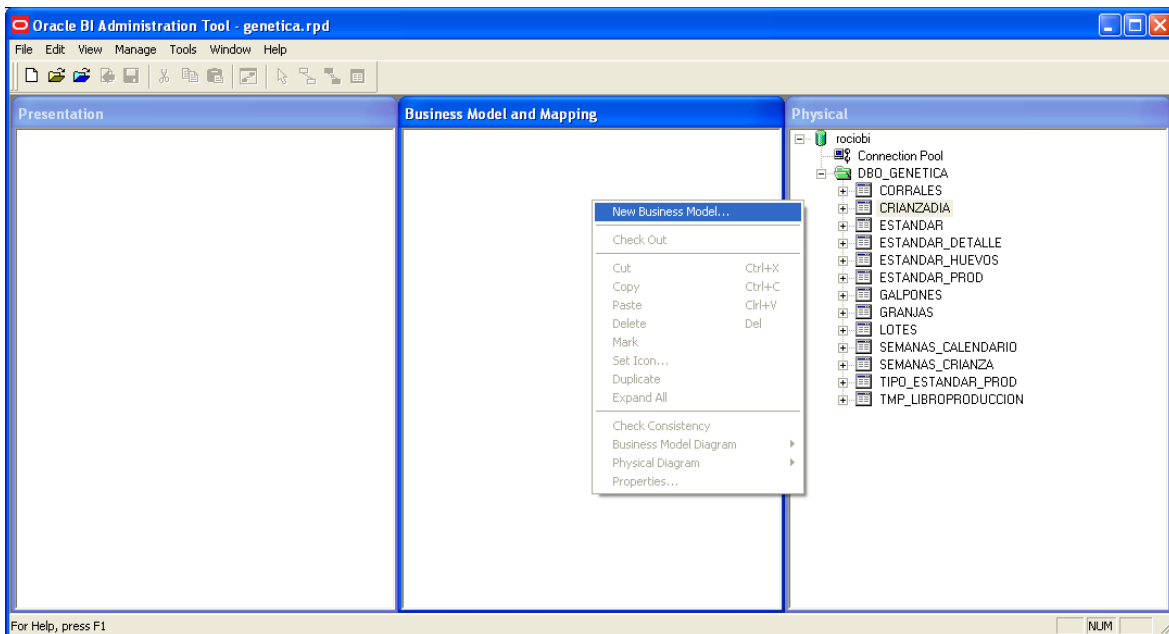 Oracle BI Administration Tool - genetica.rpd
File Edit View Manage Tools Window Help
Presentation
Business Model and Mapping
New Business Model...
Check Out
Cut Ctrl+X
Copy Ctrl+C
Paste Ctrl+V
Delete Del
Mark
Set Icon...
Duplicate
Expand All
Check Consistency
Business Model Diagram
Physical Diagram
Properties...
Physical
rociobi
Connection Pool
DBO_GENETICA
CORRALES
CRIANZADIA
ESTANDAR
ESTANDAR_DETALLE
ESTANDAR_HUEVOS
ESTANDAR_PROD
GALPONES
GRANJAS
LOTES
SEMANAS_CALENDARIO
SEMANAS_CRIANZA
TIPO_ESTANDAR_PROD
TMP_LIBROPRODUCCION
For Help, press F1
NUM